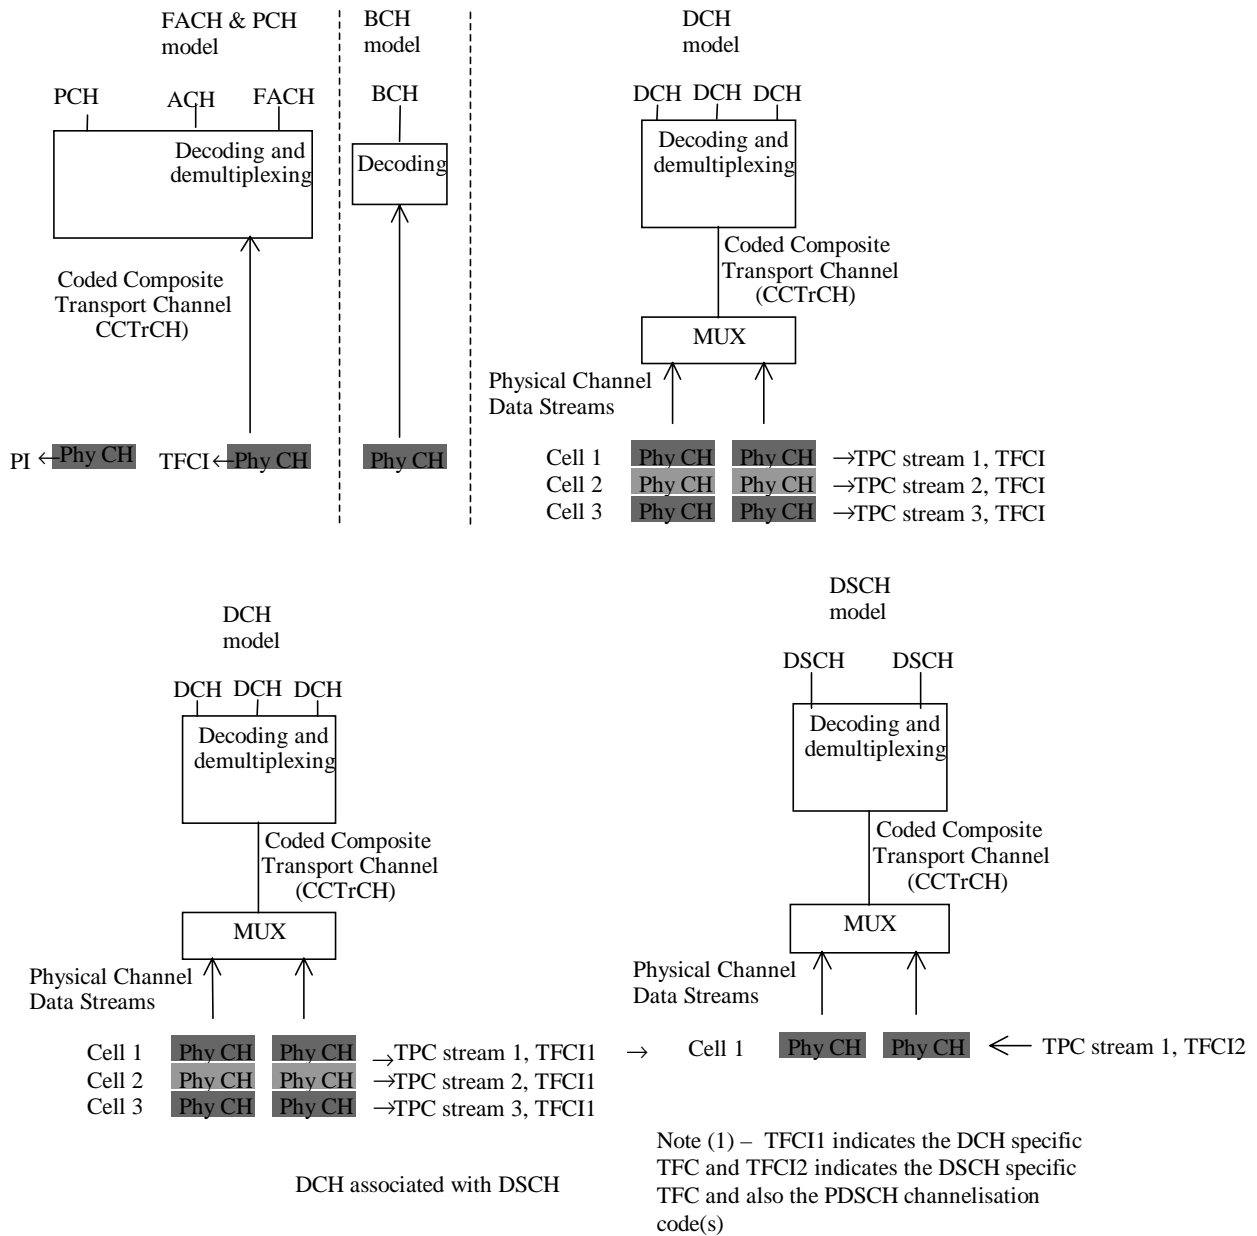 FACH & PCH
model
BCH
model
DCH
model
PCH
ACH
FACH
BCH
DCH DCH DCH
Decoding and
demultiplexing
Decoding
Decoding and
demultiplexing
Coded Composite
Transport Channel
CCTrCH)
Coded Composite
Transport Channel
(CCTrCH)
MUX
Physical Channel
Data Streams
PI
Phy CH
TFCI
Phy CH
Phy CH
Cell 1 Phy CH Phy CH →TPC stream 1, TFCI
Cell 2 Phy CH Phy CH →TPC stream 2, TFCI
Cell 3 Phy CH Phy CH →TPC stream 3, TFCI
DCH
model
DCH DCH DCH
Decoding and
demultiplexing
Coded Composite
Transport Channel
(CCTrCH)
MUX
Physical Channel
Data Streams
Cell 1 Phy CH Phy CH →TPC stream 1, TFCI1
Cell 2 Phy CH Phy CH →TPC stream 2, TFCI1
Cell 3 Phy CH Phy CH →TPC stream 3, TFCI1
DCH associated with DSCH
DSCH
model
DSCH DSCH
Decoding and
demultiplexing
Coded Composite
Transport Channel
(CCTrCH)
MUX
Physical Channel
Data Streams
→ Cell 1 Phy CH Phy CH ← TPC stream 1, TFCI2
Note (1) – TFCI1 indicates the DCH specific
TFC and TFCI2 indicates the DSCH specific
TFC and also the PDSCH channelisation
code(s)